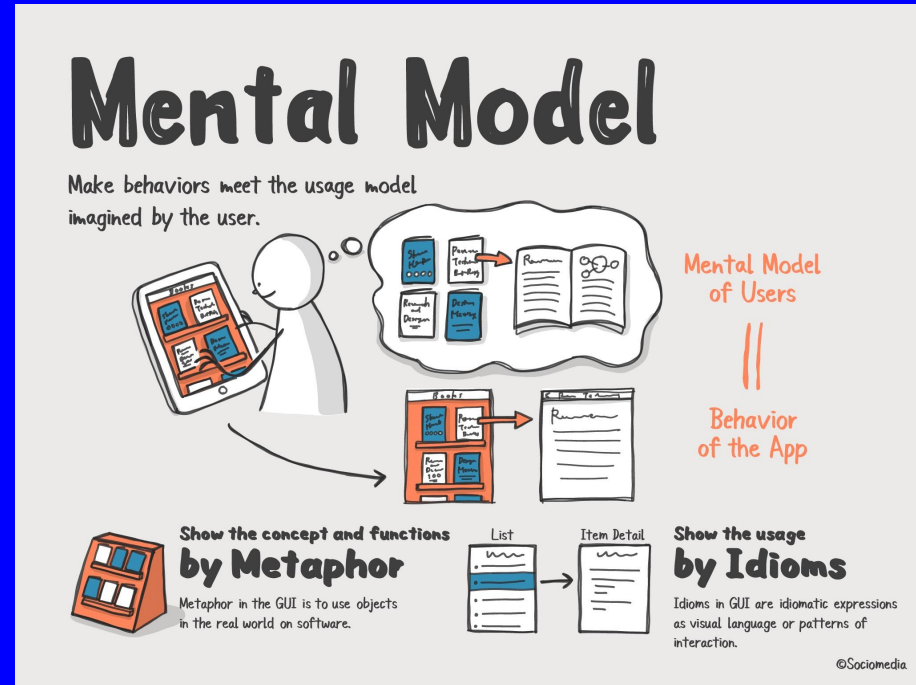 Mental Model
Make behaviors meet the usage model
imagined by the user.
Books
Mental Model
of Users
||
Behavior
of the App
Books
Show the concept and functions
by Metaphor
Metaphor in the GUI is to use objects
in the real world on software.
List
Item Detail
Show the usage
by Idioms
Idioms in GUI are idiomatic expressions
as visual language or patterns of
interaction.
©Sociomedia